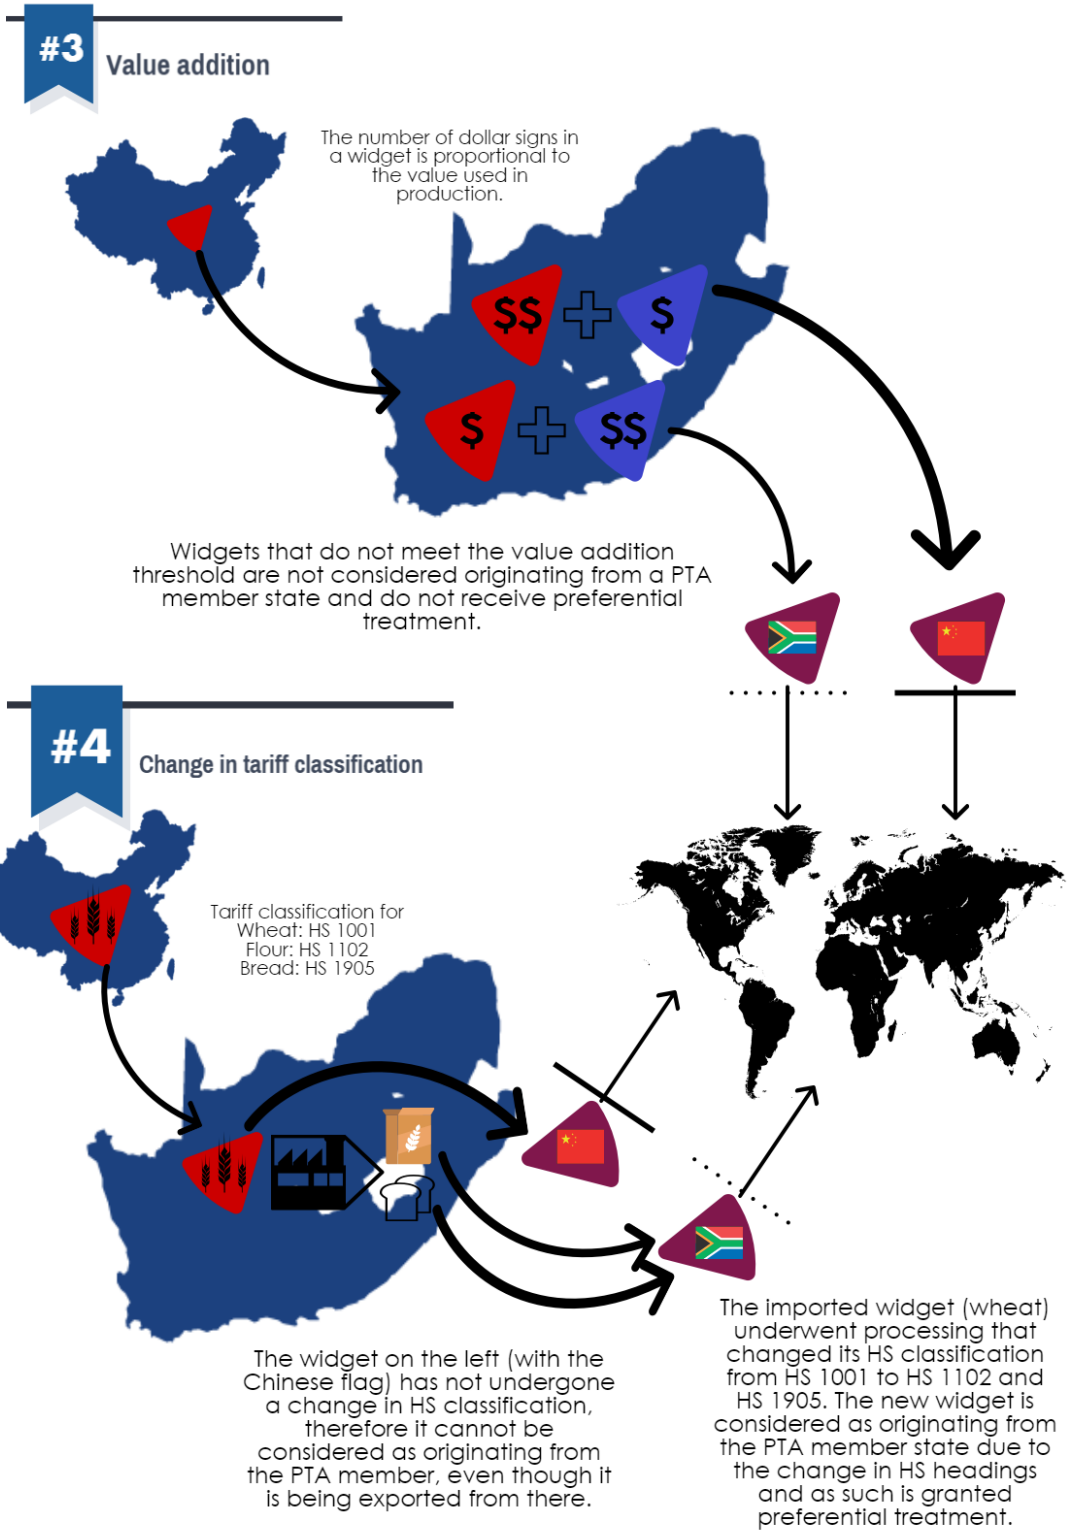 #3
Value addition
The number of dollar signs in
a widget is proportional to
the value used in
production.
$$
$
$
$$
Widgets that do not meet the value addition
threshold are not considered originating from a PTA
member state and do not receive preferential
treatment.
#4
Change in tariff classification
Tariff classification for
Wheat: HS 1001
Flour: HS 1102
Bread: HS 1905
The widget on the left (with the
Chinese flag) has not undergone
a change in HS classification,
therefore it cannot be
considered as originating from
the PTA member, even though it
is being exported from there.
The imported widget (wheat)
underwent processing that
changed its HS classification
from HS 1001 to HS 1102 and
HS 1905. The new widget is
considered as originating from
the PTA member state due to
the change in HS headings
and as such is granted
preferential treatment.